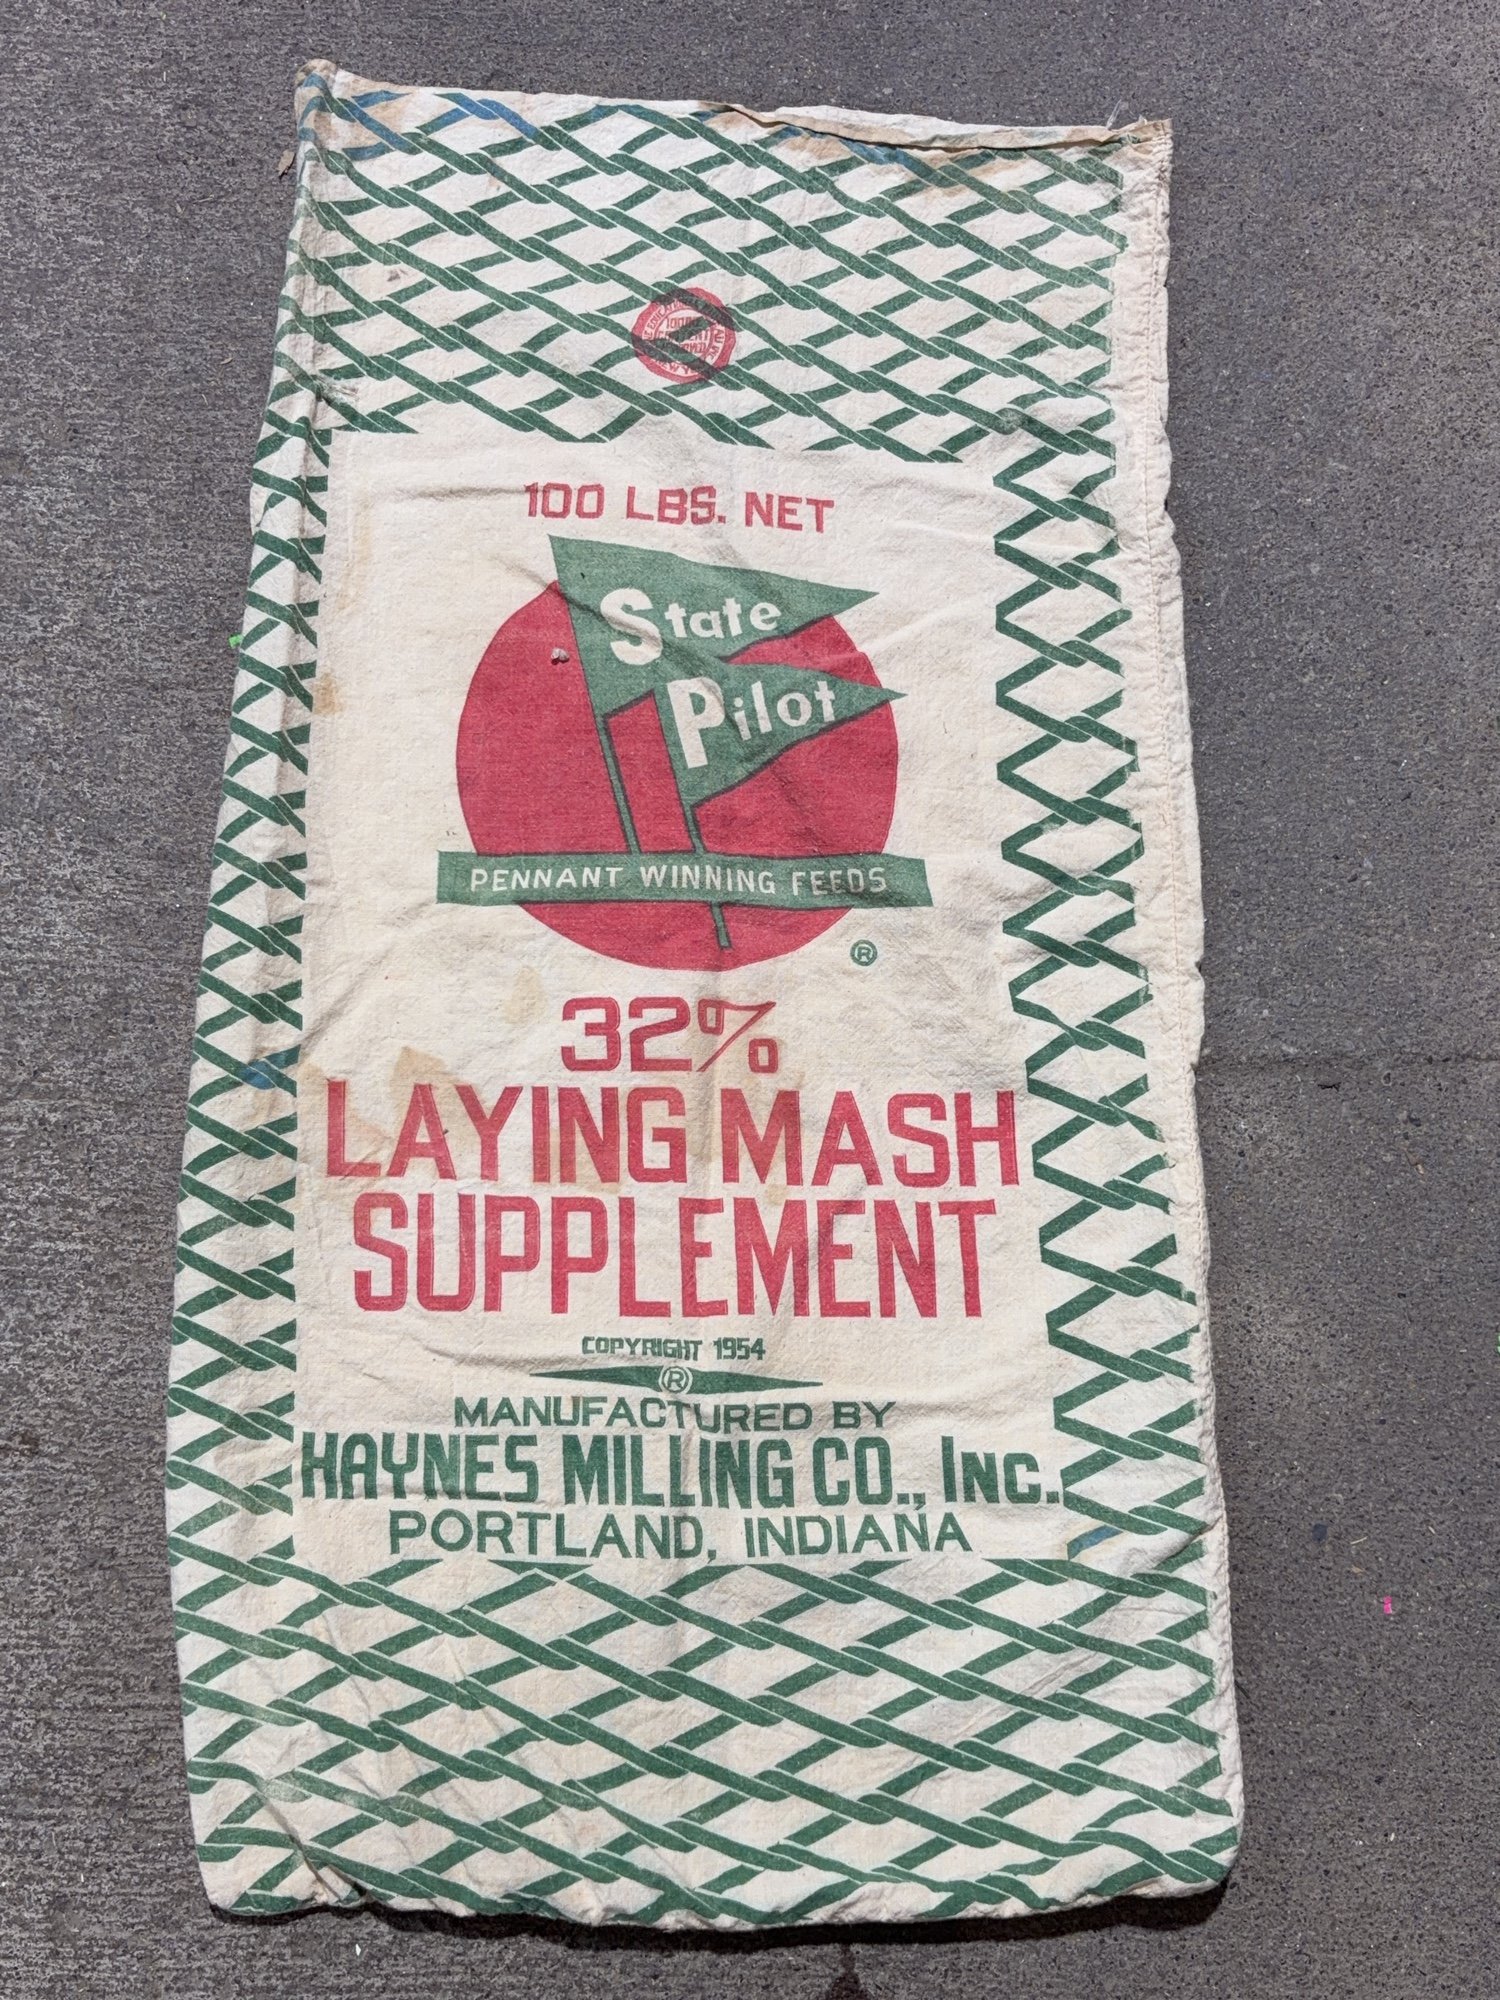 100 LBS. NET
State
Pilot
PENNANT WINNING FEEDS
®
32%
LAYING MASH
SUPPLEMENT
COPYRIGHT 1954
®
MANUFACTURED BY
HAYNES MILLING CO., INC.
PORTLAND, INDIANA